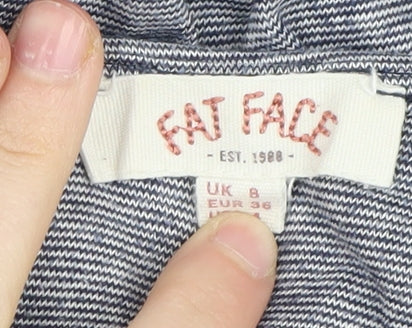 FAT FACE
- EST. 1988 -
UK 8
EUR 36